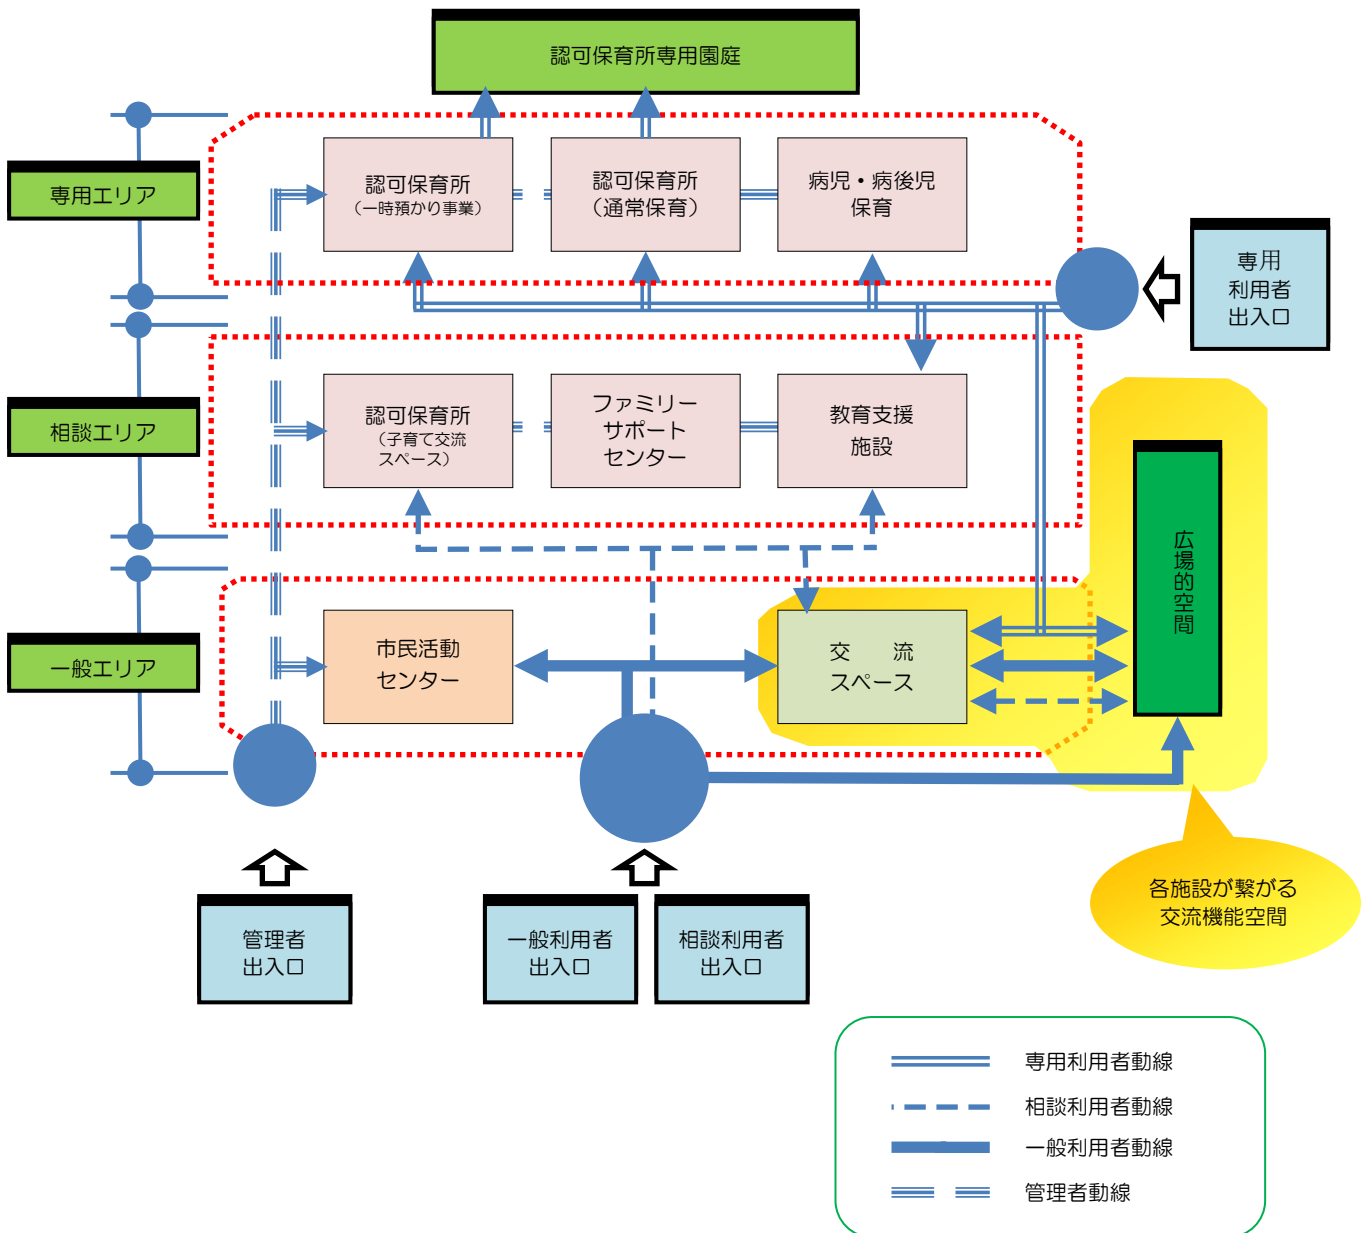 認可保育所専用園庭
専用エリア
認可保育所
（一時預かり事業）
認可保育所
（通常保育）
病児・病後児
保育
専用
利用者
出入口
相談エリア
認可保育所
（子育て交流
スペース）
ファミリー
サポート
センター
教育支援
施設
広場的空間
一般エリア
市民活動
センター
交　　流
スペース
各施設が繋がる
交流機能空間
管理者
出入口
一般利用者
出入口
相談利用者
出入口
専用利用者動線
相談利用者動線
一般利用者動線
管理者動線